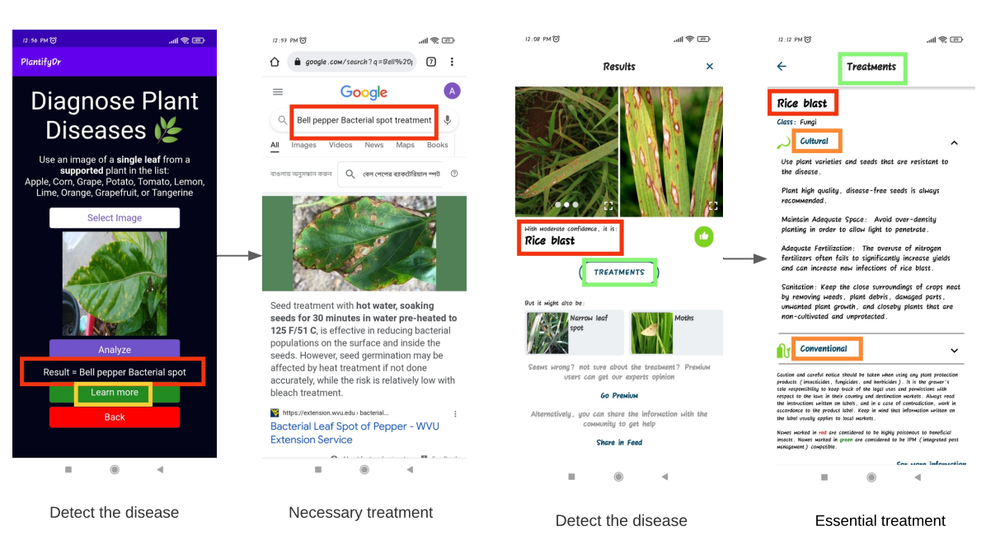 12:56 PM
PlantifyDr
Diagnose Plant
Diseases
Use an image of a single leaf from a
supported plant in the list:
Apple, Corn, Grape, Potato, Tomato, Lemon,
Lime, Orange, Grapefruit, or Tangerine
Select Image
Analyze
Result = Bell pepper Bacterial spot
Learn more
Back
Detect the disease
12:57 PM
google.com/search?q=Bell%20
7
Google
A
Bell pepper Bacterial spot treatment
All Images Videos News Maps Books
বাংলায় অনুসন্ধান করুন
বেল পেপের ব্যাকটেরিয়াল স্পট
Seed treatment with hot water, soaking
seeds for 30 minutes in water pre-heated to
125 F/51 C, is effective in reducing bacterial
populations on the surface and inside the
seeds. However, seed germination may be
affected by heat treatment if not done
accurately, while the risk is relatively low with
bleach treatment.
https://extension.wvu.edu › bacterial...
Bacterial Leaf Spot of Pepper - WVU
Extension Service
Necessary treatment
12:08 PM
Results
With moderate confidence, it is:
Rice blast
TREATMENTS
But it might also be:
Narrow leaf
spot
Moths
Seems wrong? not sure about the treatment? Premium
users can get our experts opinion
Go Premium
Alternatively, you can share the information with the
community to get help
Share in Feed
Detect the disease
12:12 PM
Treatments
Rice blast
Class: Fungi
Cultural
Use plant varieties and seeds that are resistant to
the disease.
Plant high quality, disease-free seeds is always
recommended.
Maintain Adequate Space: Avoid over-density
planting in order to allow light to penetrate.
Adequate Fertilization: The overuse of nitrogen
fertilizers often fails to significantly increase yields
and can increase new infections of rice blast.
Sanitation: Keep the close surroundings of crops neat
by removing weeds, plant debris, damaged parts,
unwanted plant growth, and closeby plants that are
non-cultivated and unprotected.
Conventional
Caution and careful notice should be taken when using any plant protection
products (insecticides, fungicides, and herbicides). It is the grower's
sole responsibility to keep track of the legal uses and permissions with
respect to the laws in their country and destination markets. Always read
the instructions written on labels, and in a case of contradiction, work in
accordance to the product label. Keep in mind that information written on
the label usually applies to local markets.
Names marked in red are considered to be highly poisonous to beneficial
insects. Names marked in green are considered to be IPM (integrated pest
management) compatible.
For more information
Essential treatment